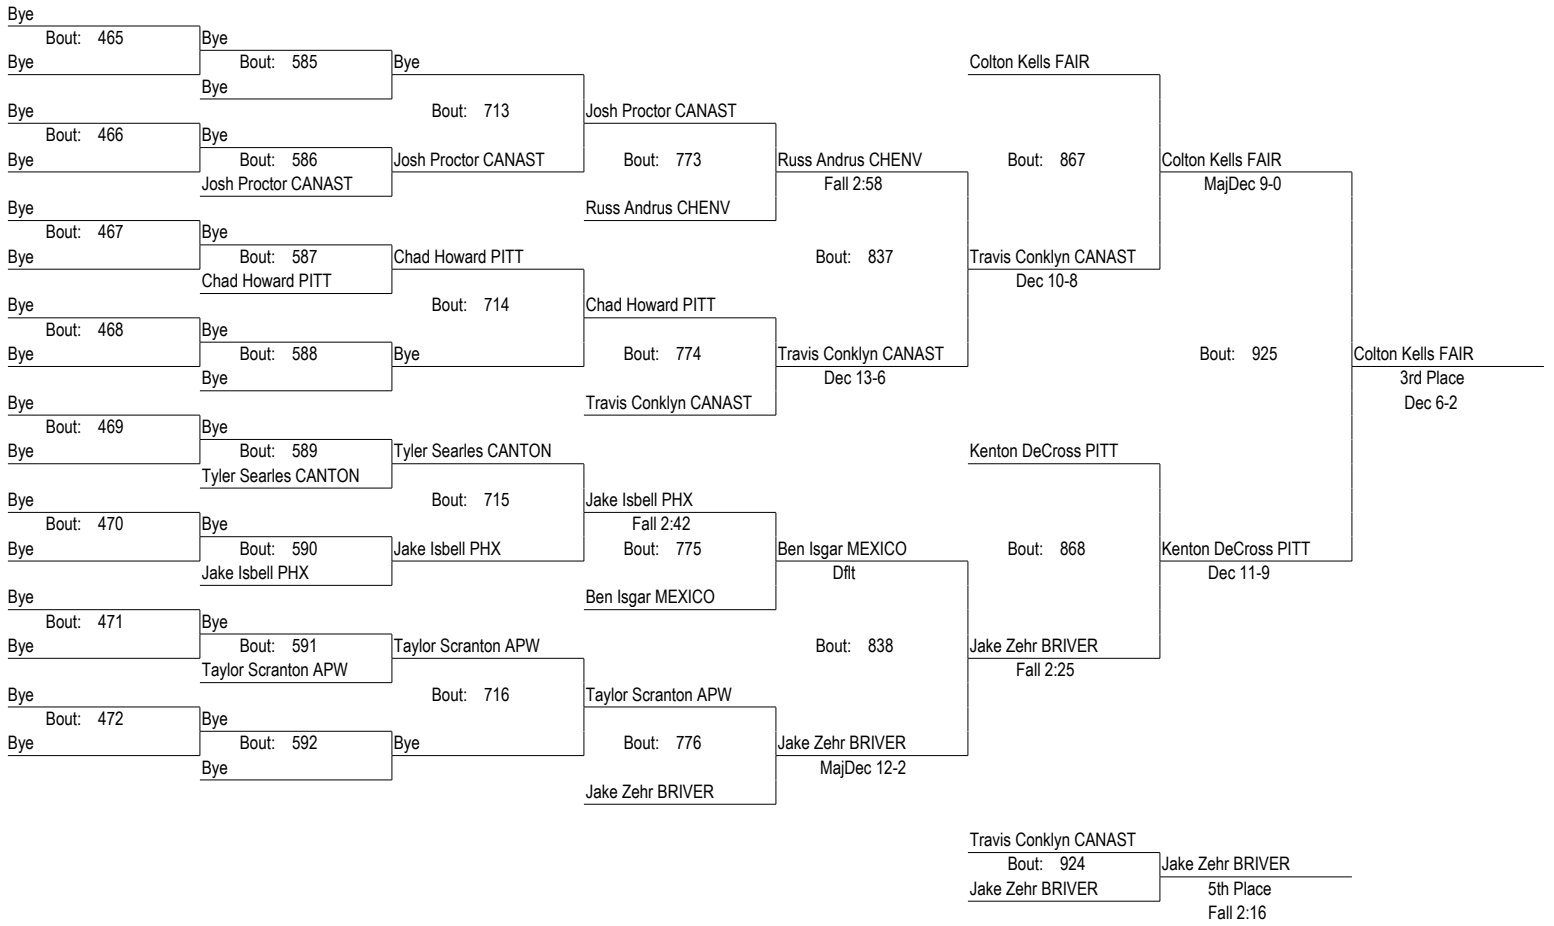 Bye
Bout: 465 Bye
Bye Bout: 585 Bye Colton Kells FAIR
Bye
Bye Bout: 713 Josh Proctor CANAST
Bout: 466 Bye
Bye Bout: 586 Josh Proctor CANAST Bout: 773 Russ Andrus CHENV Bout: 867 Colton Kells FAIR
Josh Proctor CANAST Fall 2:58 MajDec 9-0
Bye Russ Andrus CHENV
Bout: 467 Bye
Bye Bout: 587 Chad Howard PITT Bout: 837 Travis Conklyn CANAST
Chad Howard PITT Dec 10-8
Bye Bout: 714 Chad Howard PITT
Bout: 468 Bye
Bye Bout: 588 Bye Bout: 774 Travis Conklyn CANAST Bout: 925 Colton Kells FAIR
Bye Dec 13-6 3rd Place
Bye Travis Conklyn CANAST Dec 6-2
Bout: 469 Bye
Bye Bout: 589 Tyler Searles CANTON Kenton DeCross PITT
Tyler Searles CANTON
Bye Bout: 715 Jake Isbell PHX
Bout: 470 Bye Fall 2:42
Bye Bout: 590 Jake Isbell PHX Bout: 775 Ben Isgar MEXICO Bout: 868 Kenton DeCross PITT
Jake Isbell PHX Dflt Dec 11-9
Bye Ben Isgar MEXICO
Bout: 471 Bye
Bye Bout: 591 Taylor Scranton APW Bout: 838 Jake Zehr BRIVER
Taylor Scranton APW Fall 2:25
Bye Bout: 716 Taylor Scranton APW
Bout: 472 Bye
Bye Bout: 592 Bye Bout: 776 Jake Zehr BRIVER
Bye MajDec 12-2
Jake Zehr BRIVER
Travis Conklyn CANAST
Bout: 924 Jake Zehr BRIVER
Jake Zehr BRIVER 5th Place
Fall 2:16